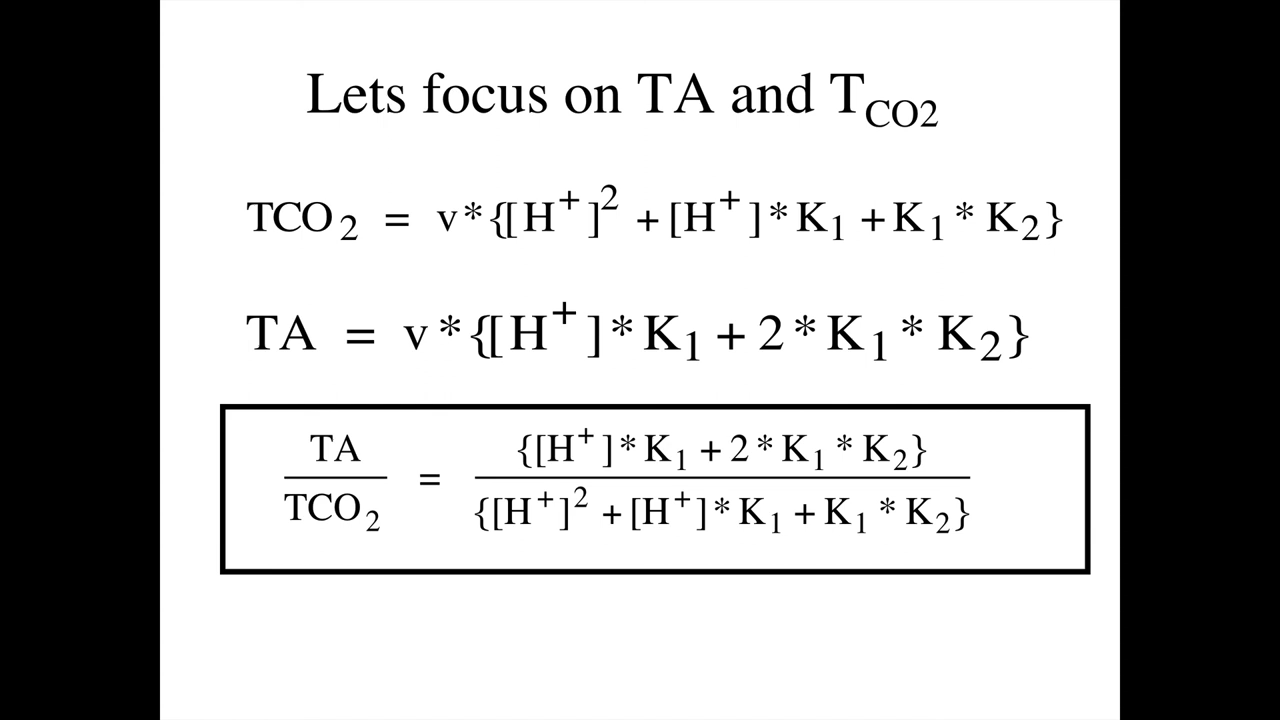 Lets focus on TA and T_CO2
TCO₂ = v*{[H⁺]² + [H⁺]*K₁ + K₁*K₂}
TA = v*{[H⁺]*K₁ + 2*K₁*K₂}
TA
TCO₂
=
{[H⁺]*K₁ + 2*K₁*K₂}
{[H⁺]² + [H⁺]*K₁ + K₁*K₂}